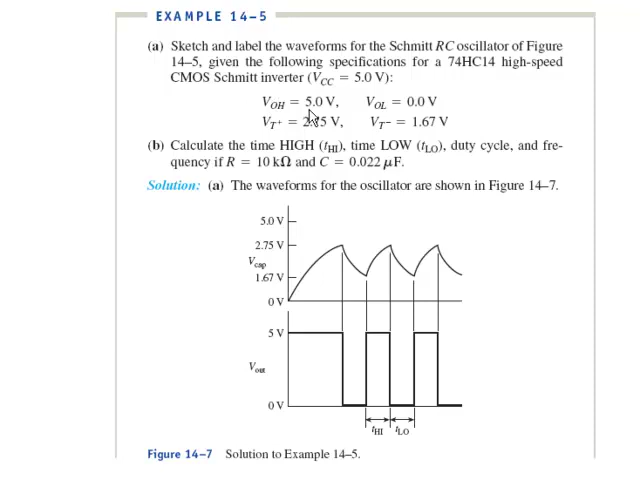 EXAMPLE 14–5
(a) Sketch and label the waveforms for the Schmitt RC oscillator of Figure
14–5, given the following specifications for a 74HC14 high-speed
CMOS Schmitt inverter (VCC = 5.0 V):
VOH = 5.0 V, VOL = 0.0 V
VT+ = 2.75 V, VT− = 1.67 V
(b) Calculate the time HIGH (tHI), time LOW (tLO), duty cycle, and fre-
quency if R = 10 kΩ and C = 0.022 μF.
Solution: (a) The waveforms for the oscillator are shown in Figure 14–7.
5.0 V
2.75 V
Vcap
1.67 V
0 V
5 V
Vout
0 V
tHI tLO
Figure 14–7 Solution to Example 14–5.